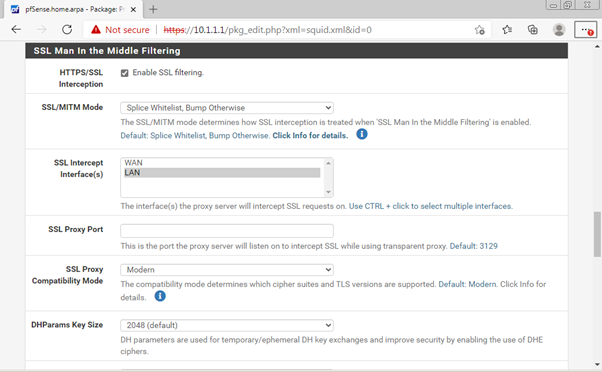 pfSense.home.arpa - Package: P
Not secure | https://10.1.1.1/pkg_edit.php?xml=squid.xml&id=0
SSL Man In the Middle Filtering
HTTPS/SSL Interception
Enable SSL filtering.
SSL/MITM Mode
Splice Whitelist, Bump Otherwise
The SSL/MITM mode determines how SSL interception is treated when 'SSL Man In the Middle Filtering' is enabled.
Default: Splice Whitelist, Bump Otherwise. Click Info for details.
SSL Intercept Interface(s)
WAN
LAN
The interface(s) the proxy server will intercept SSL requests on. Use CTRL + click to select multiple interfaces.
SSL Proxy Port
This is the port the proxy server will listen on to intercept SSL while using transparent proxy. Default: 3129
SSL Proxy Compatibility Mode
Modern
The compatibility mode determines which cipher suites and TLS versions are supported. Default: Modern. Click Info for
details.
DHParams Key Size
2048 (default)
DH parameters are used for temporary/ephemeral DH key exchanges and improve security by enabling the use of DHE
ciphers.